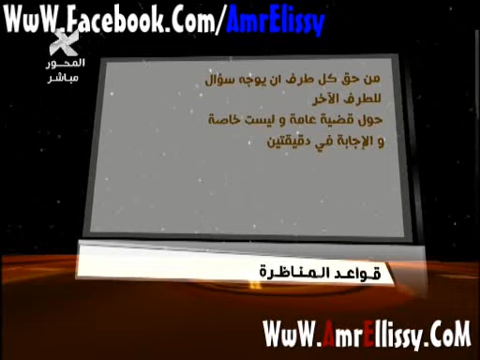 WwW.Facebook.Com/AmrElissy
المحور
مباشر
من حق كل طرف ان يوجه سؤال
للطرف الآخر
حول قضية عامة و ليست خاصة
و الإجابة في دقيقتين
قواعد المناظرة
WwW.AmrEllissy.CoM